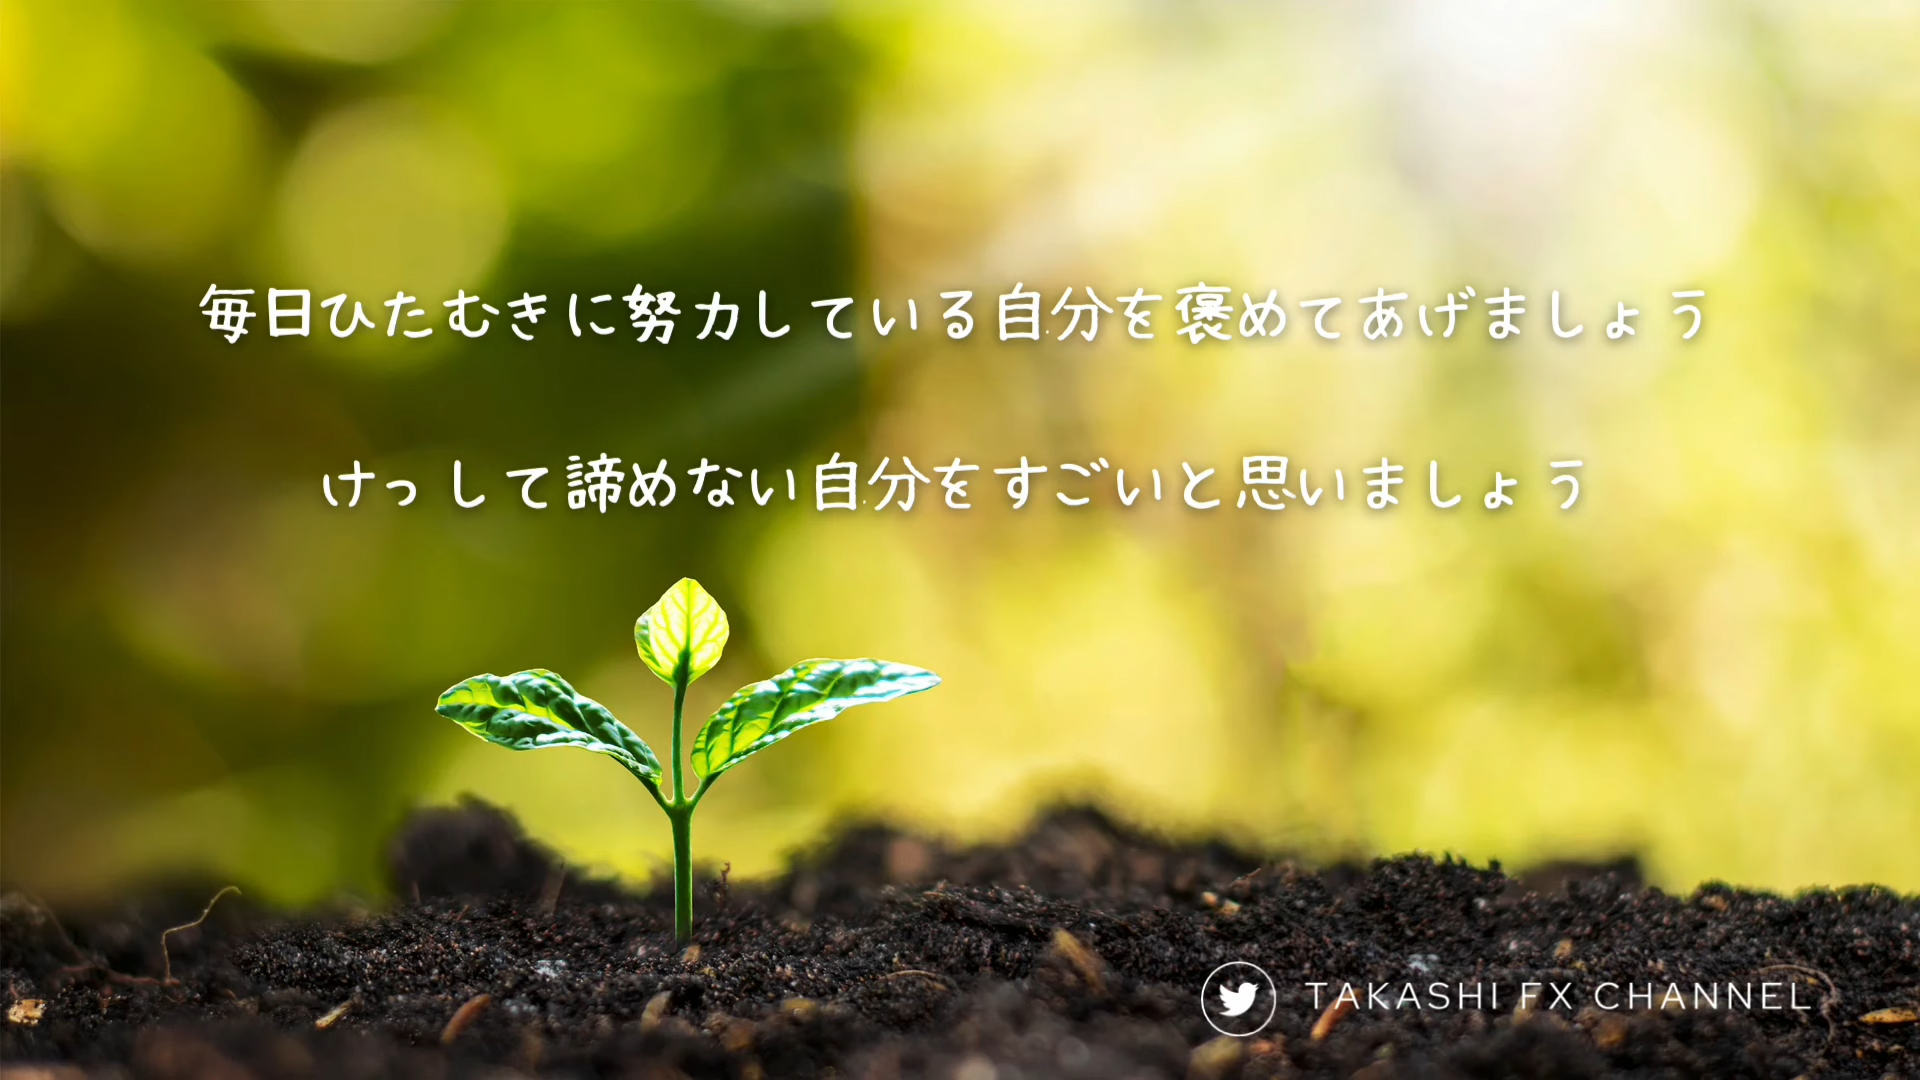 毎日ひたむきに努力している自分を褒めてあげましょう
けっして諦めない自分をすごいと思いましょう
TAKASHI FX CHANNEL